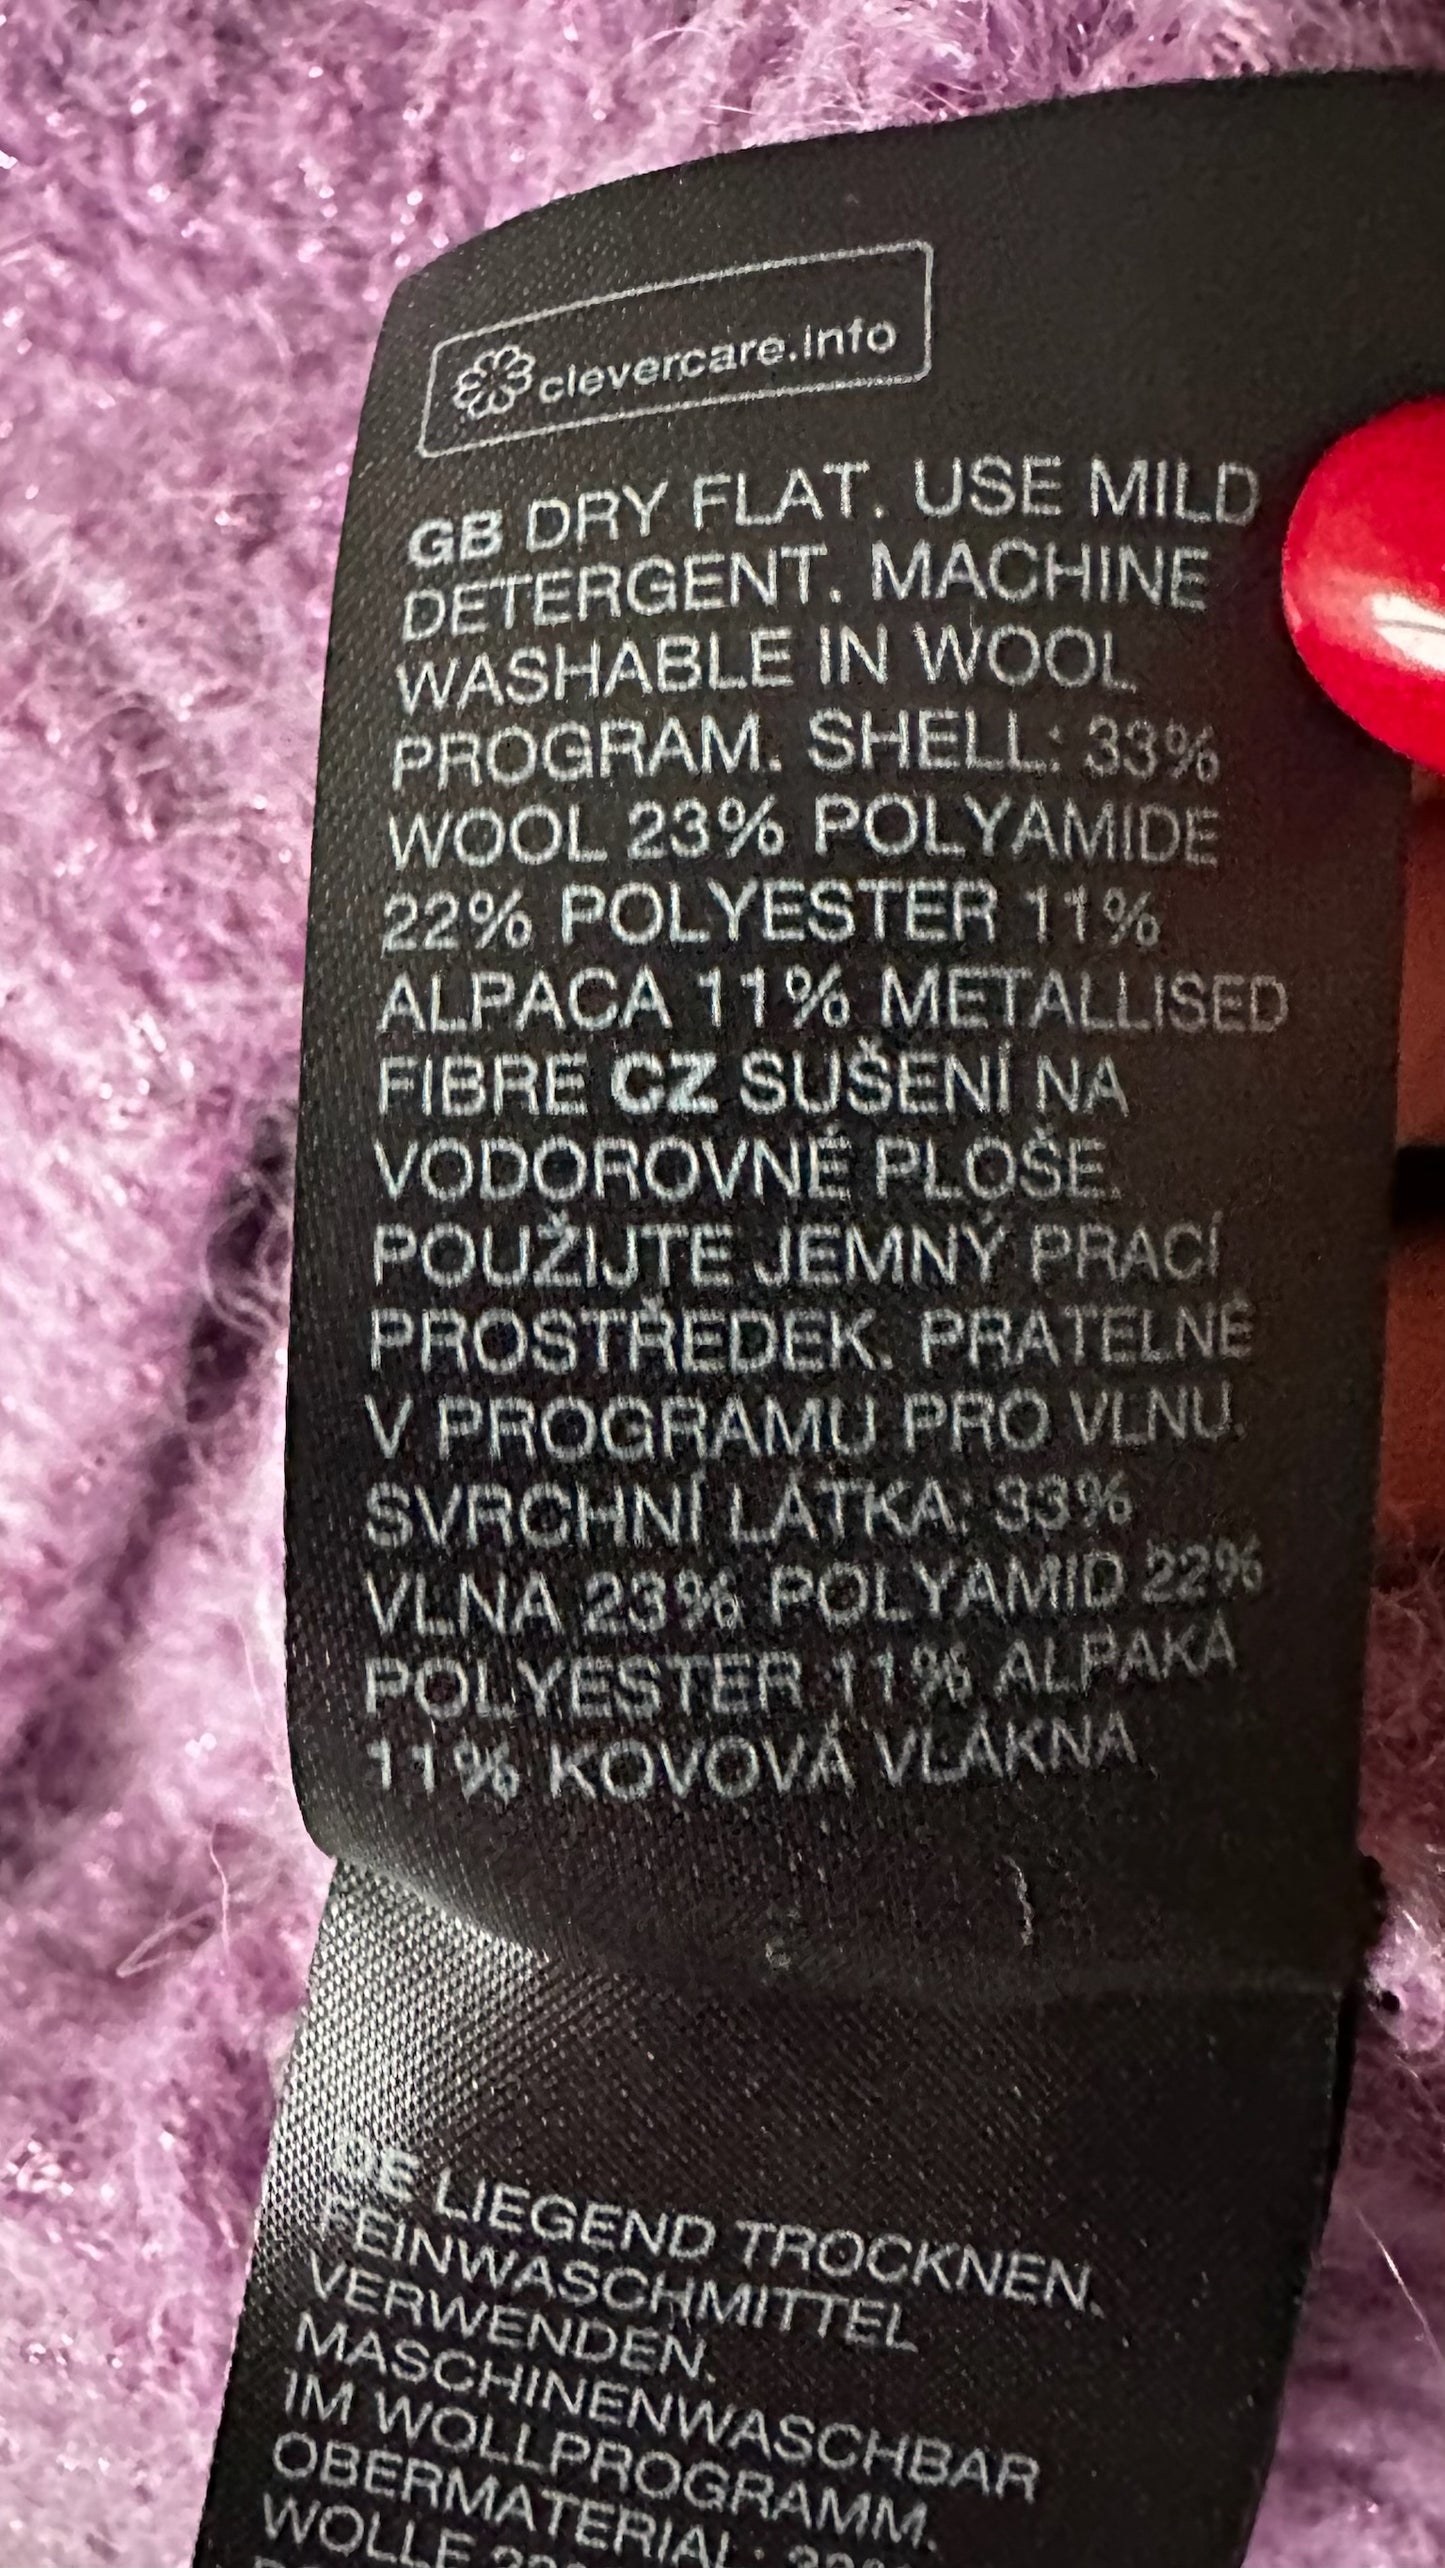 clevercare.info
GB DRY FLAT. USE MILD
DETERGENT. MACHINE
WASHABLE IN WOOL
PROGRAM. SHELL: 33%
WOOL 23% POLYAMIDE
22% POLYESTER 11%
ALPACA 11% METALLISED
FIBRE CZ SUŠENÍ NA
VODOROVNÉ PLOŠE.
POUŽIJTE JEMNÝ PRACÍ
PROSTŘEDEK. PRATELNÉ
V PROGRAMU PRO VLNU.
SVRCHNÍ LÁTKA: 33%
VLNA 23% POLYAMID 22%
POLYESTER 11% ALPAKA
11% KOVOVÁ VLÁKNA
DE LIEGEND TROCKNEN.
FEINWASCHMITTEL
VERWENDEN.
MASCHINENWASCHBAR
IM WOLLPROGRAMM.
OBERMATERIAL:
WOLLE